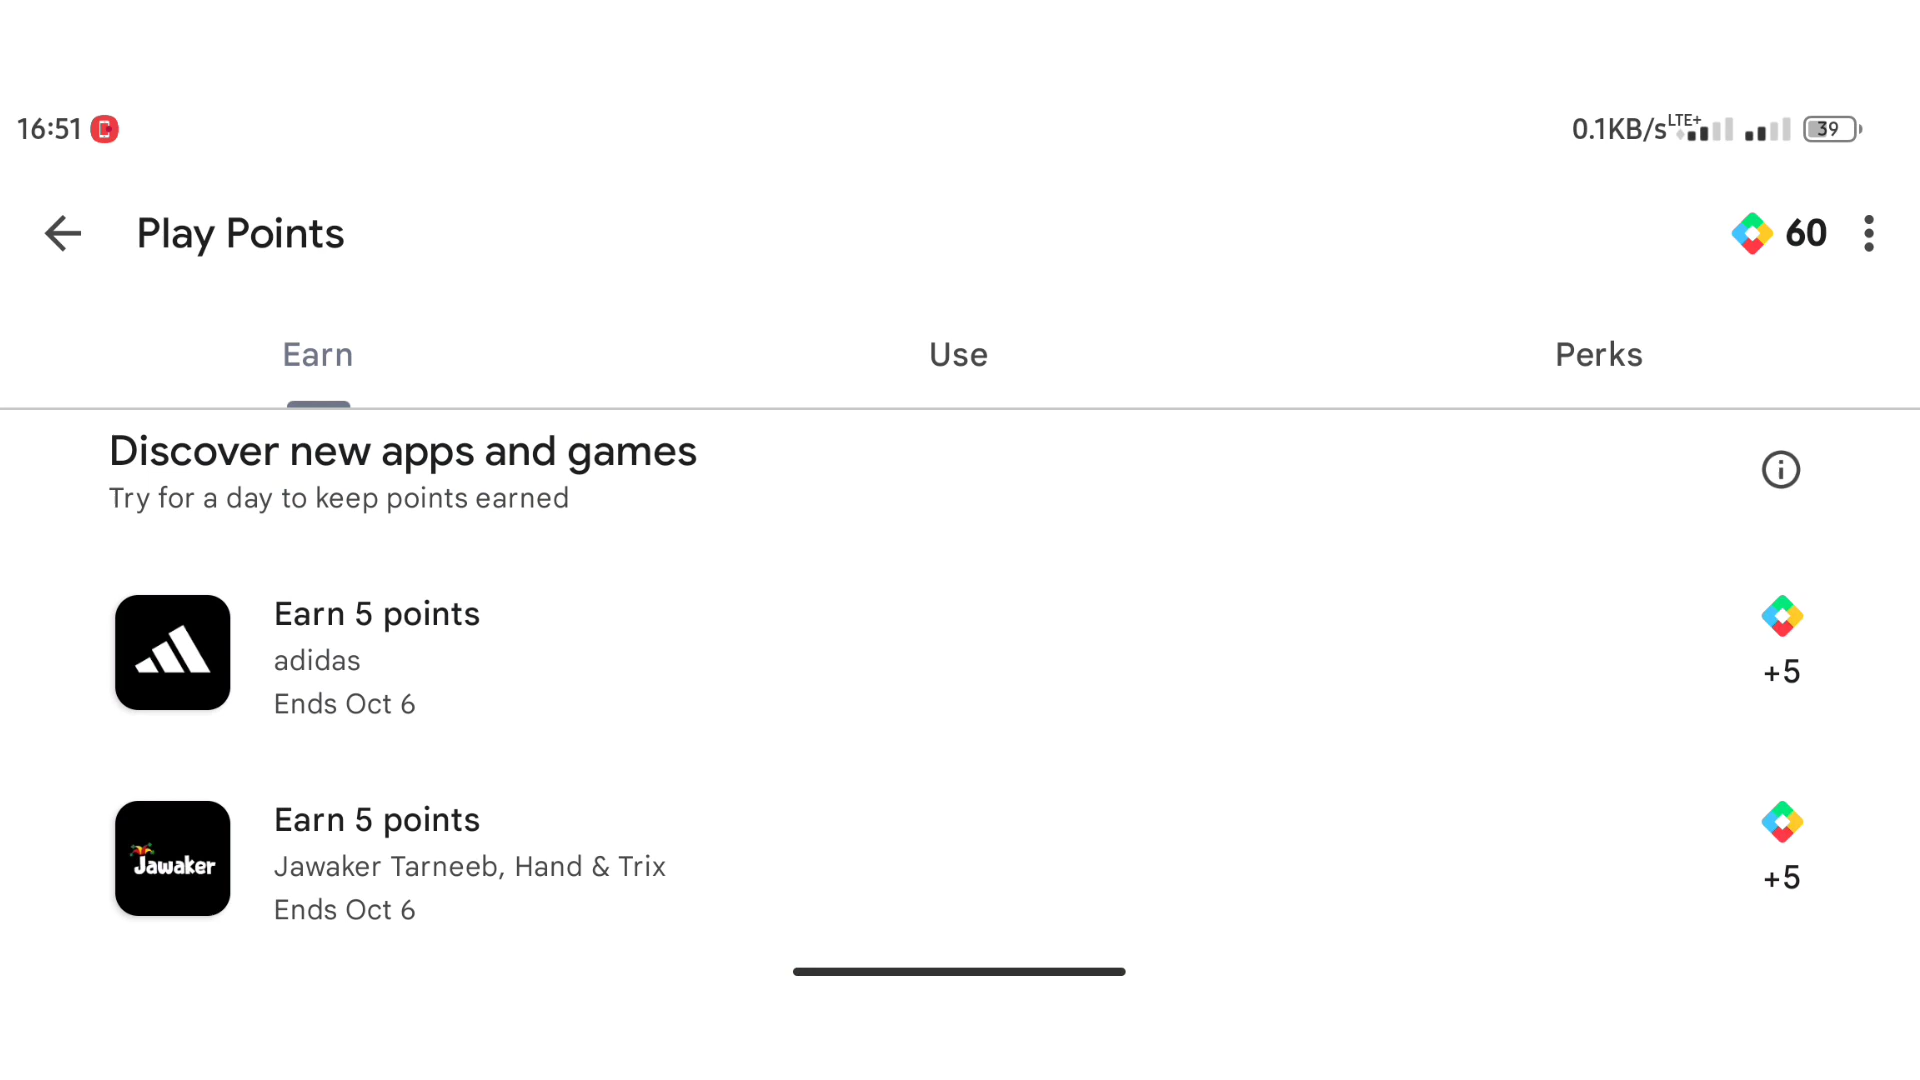 16:51
0.1KB/s LTE+ 39
Play Points
60
Earn
Use
Perks
Discover new apps and games
Try for a day to keep points earned
Earn 5 points
adidas
Ends Oct 6
+5
Jawaker
Earn 5 points
Jawaker Tarneeb, Hand & Trix
Ends Oct 6
+5